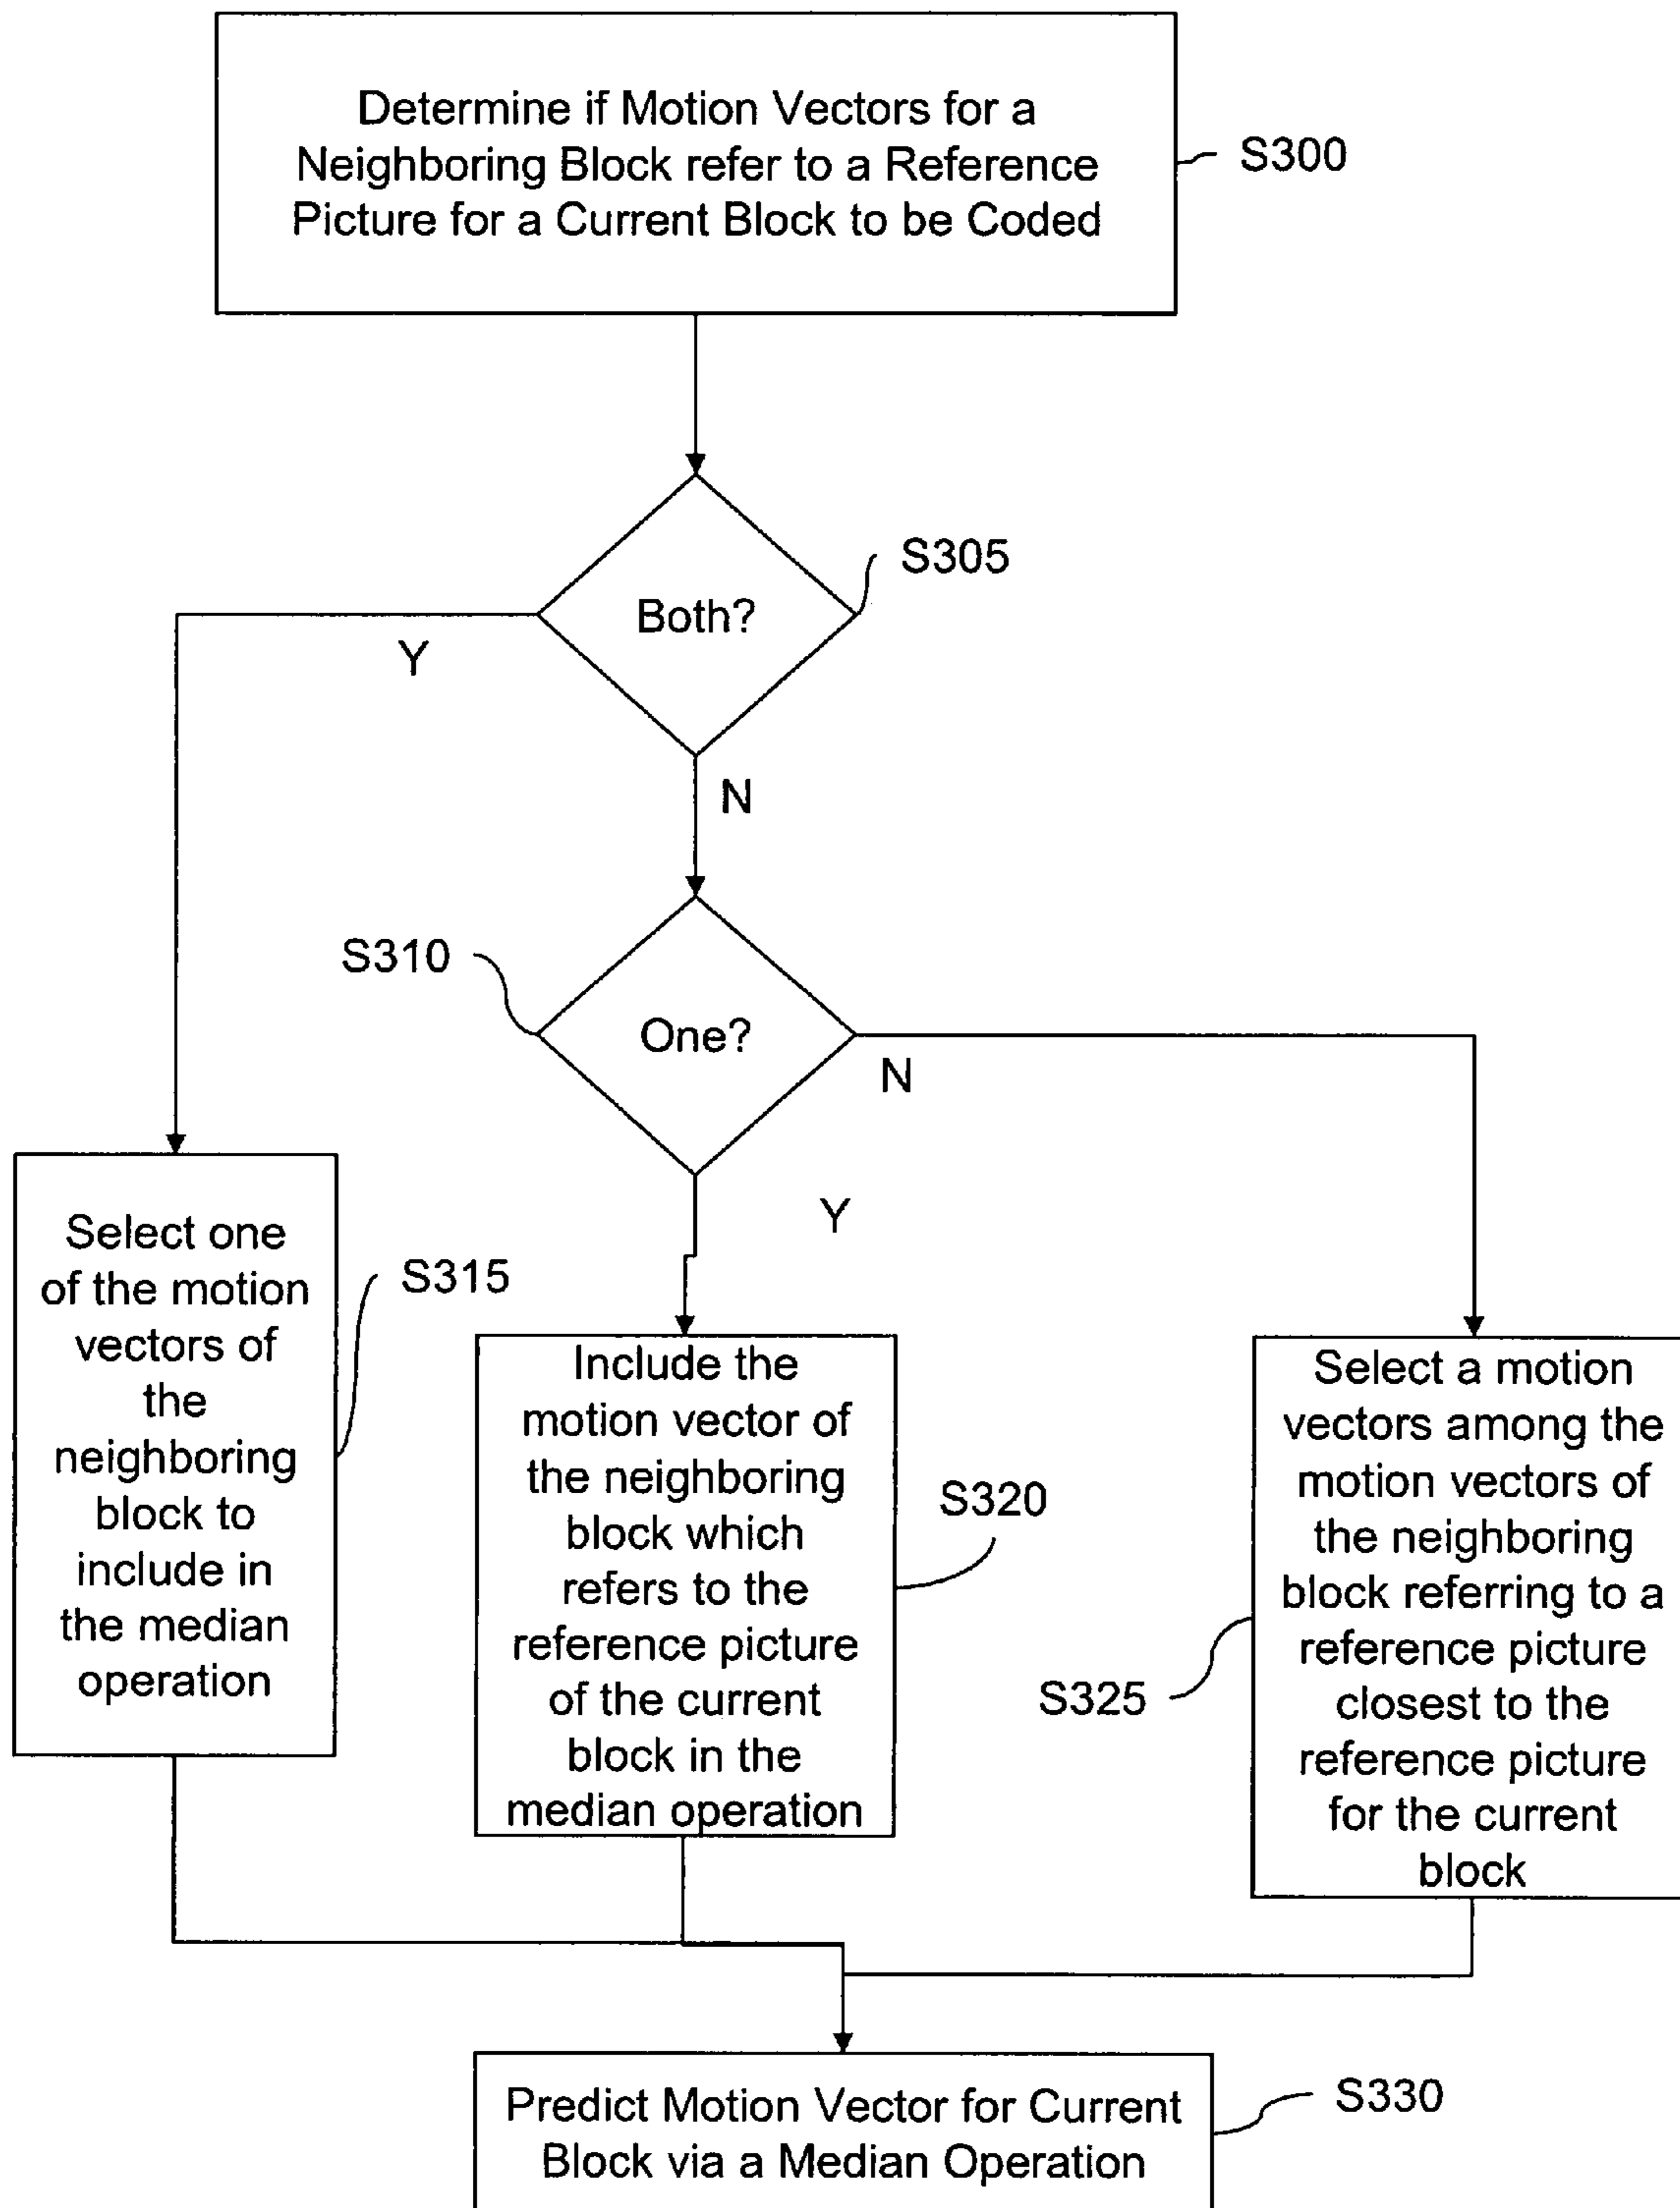 Determine if Motion Vectors for a
Neighboring Block refer to a Reference
Picture for a Current Block to be Coded
S300
S305
Both?
Y
N
S310
One?
N
Y
Select one
of the motion
vectors of
the
neighboring
block to
include in
the median
operation
S315
Include the
motion vector of
the neighboring
block which
refers to the
reference picture
of the current
block in the
median operation
S320
Select a motion
vectors among the
motion vectors of
the neighboring
block referring to a
reference picture
closest to the
reference picture
for the current
block
S325
Predict Motion Vector for Current
Block via a Median Operation
S330